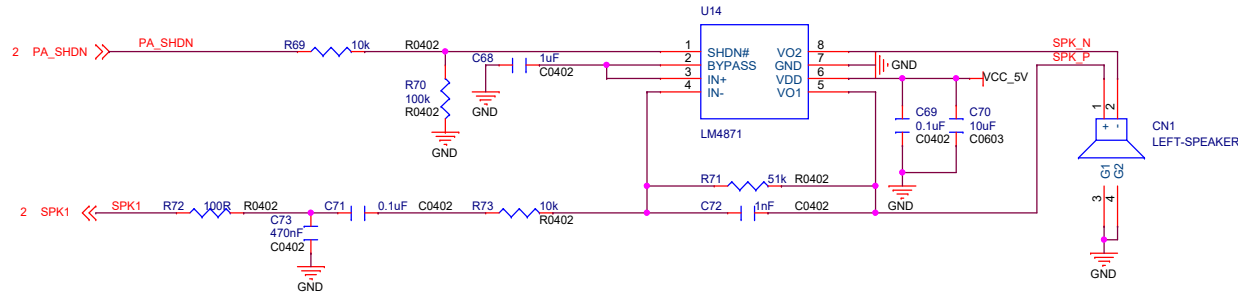 U14
2 PA_SHDN PA_SHDN R69 10k R0402 1 SHDN# VO2 8 SPK_N
C68 1uF C0402 2 BYPASS GND 7 GND SPK_P
3 IN+ VDD 6 VCC_5V
4 IN- VO1 5
R70 100k R0402
GND
GND
LM4871
C69 0.1uF C0402
C70 10uF C0603
GND
1 2
+ -
CN1
LEFT-SPEAKER
G1 G2
3 4
GND
R71 51k R0402
2 SPK1 SPK1 R72 100R R0402 C71 0.1uF C0402 R73 10k R0402 C72 1nF C0402
C73 470nF C0402
GND